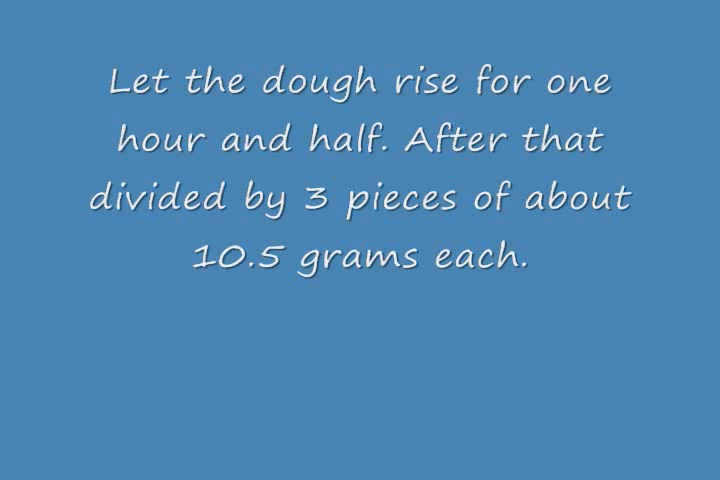 Let the dough rise for one
hour and half. After that
divided by 3 pieces of about
10.5 grams each.